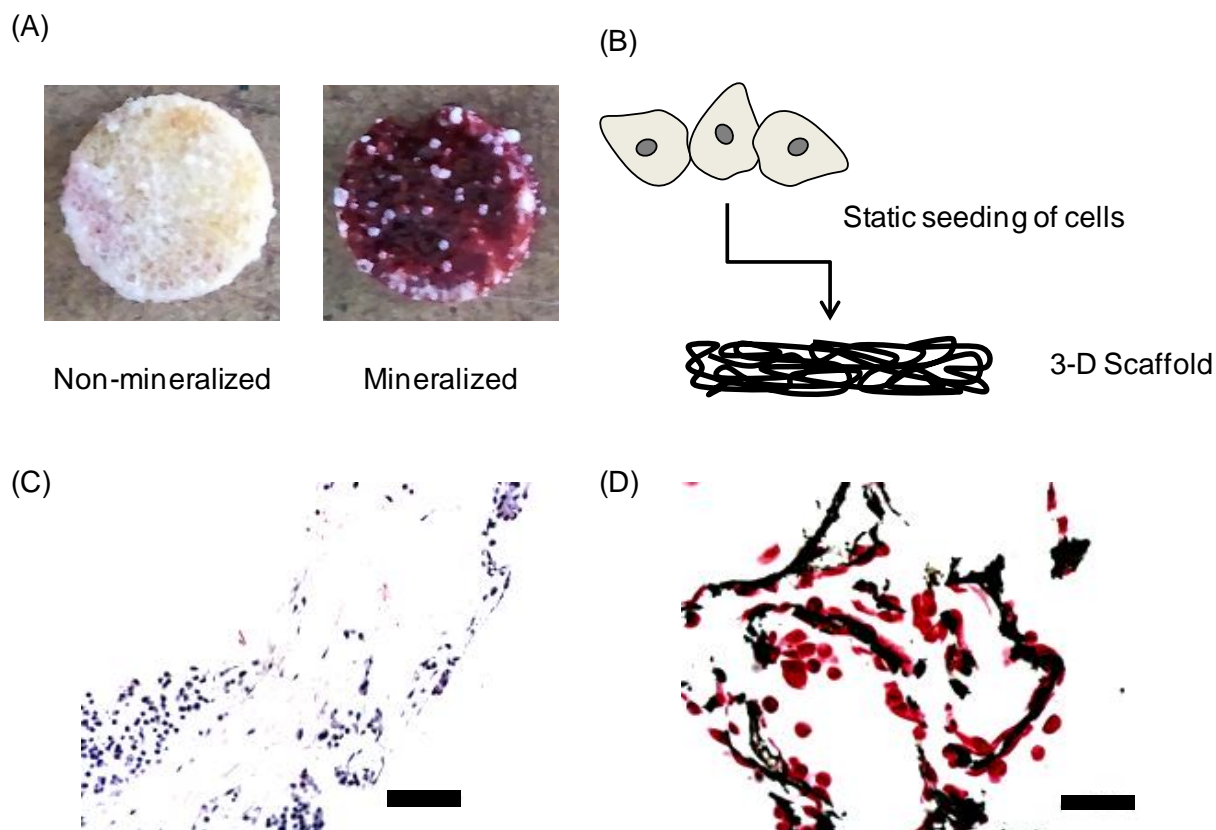 (A)
(B)
Non-mineralized
Mineralized
Static seeding of cells
3-D Scaffold
(C)
(D)